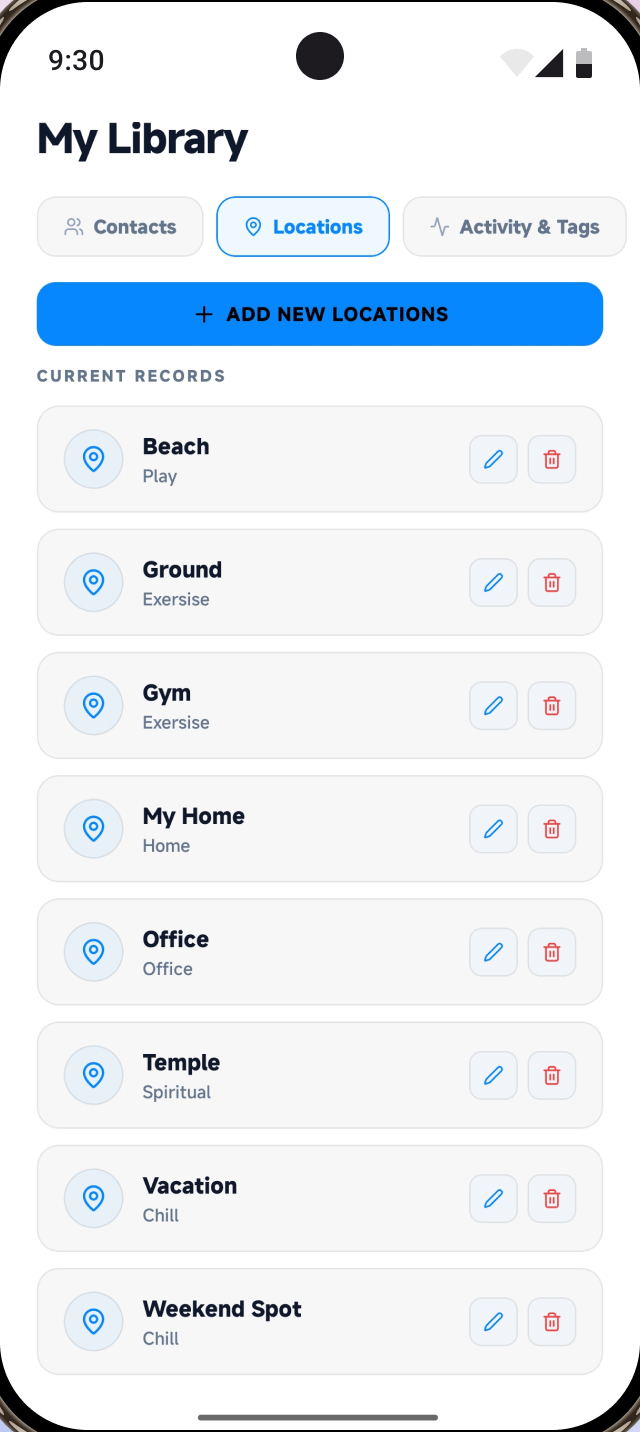 9:30
My Library
Contacts
Locations
Activity & Tags
ADD NEW LOCATIONS
CURRENT RECORDS
Beach
Play
Ground
Exersise
Gym
Exersise
My Home
Home
Office
Office
Temple
Spiritual
Vacation
Chill
Weekend Spot
Chill